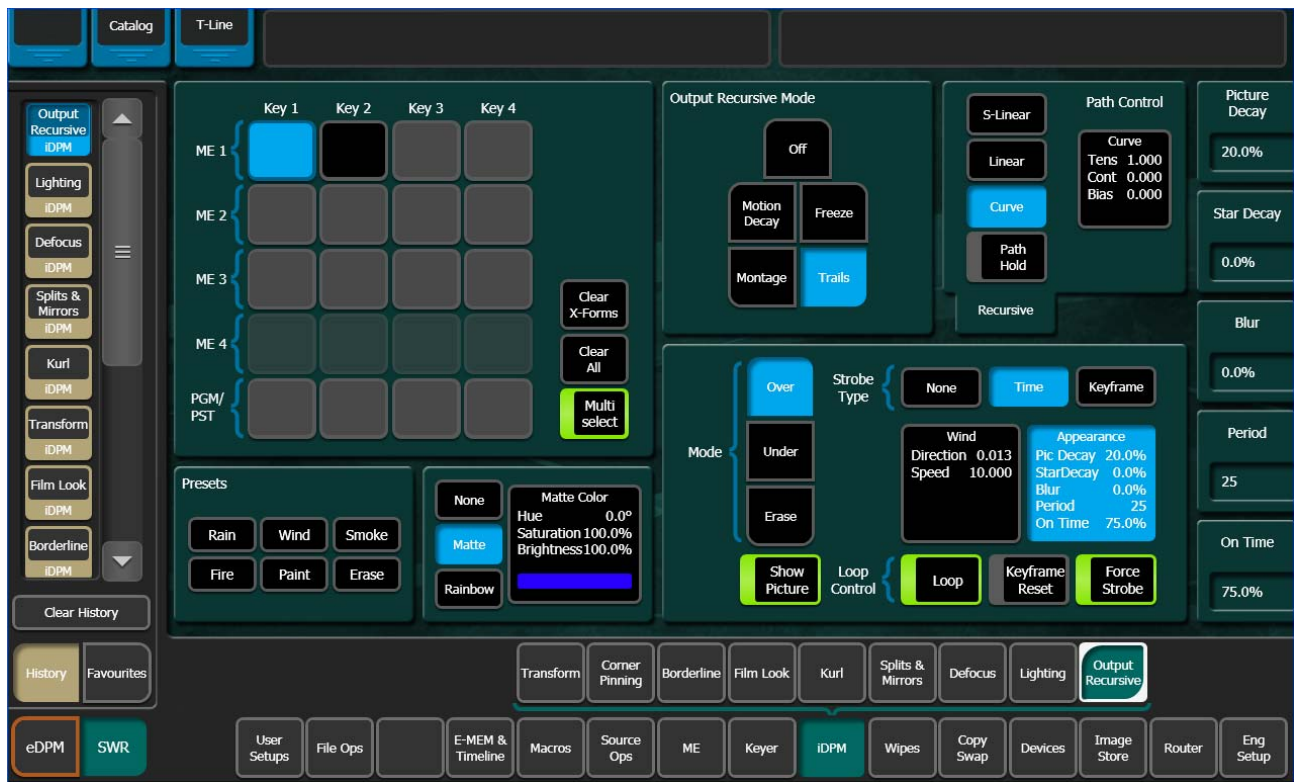 Catalog
T-Line
Output
Recursive
iDPM
Lighting
iDPM
Defocus
iDPM
Splits &
Mirrors
iDPM
Kurl
iDPM
Transform
iDPM
Film Look
iDPM
Borderline
iDPM
Clear History
History
Favourites
Key 1 Key 2 Key 3 Key 4
ME 1
ME 2
ME 3
ME 4
PGM/
PST
Clear
X-Forms
Clear
All
Multi
select
Presets
Rain Wind Smoke
Fire Paint Erase
None
Matte
Rainbow
Matte Color
Hue 0.0°
Saturation 100.0%
Brightness 100.0%
Output Recursive Mode
Off
Motion
Decay
Freeze
Montage
Trails
S-Linear
Linear
Curve
Path
Hold
Path Control
Curve
Tens 1.000
Cont 0.000
Bias 0.000
Recursive
Mode
Over
Under
Erase
Strobe
Type
None
Time
Keyframe
Wind
Direction 0.013
Speed 10.000
Appearance
Pic Decay 20.0%
StarDecay 0.0%
Blur 0.0%
Period 25
On Time 75.0%
Show
Picture
Loop
Control
Loop
Keyframe
Reset
Force
Strobe
Picture
Decay
20.0%
Star Decay
0.0%
Blur
0.0%
Period
25
On Time
75.0%
Transform
Corner
Pinning
Borderline
Film Look
Kurl
Splits &
Mirrors
Defocus
Lighting
Output
Recursive
eDPM
SWR
User
Setups
File Ops
E-MEM &
Timeline
Macros
Source
Ops
ME
Keyer
iDPM
Wipes
Copy
Swap
Devices
Image
Store
Router
Eng
Setup